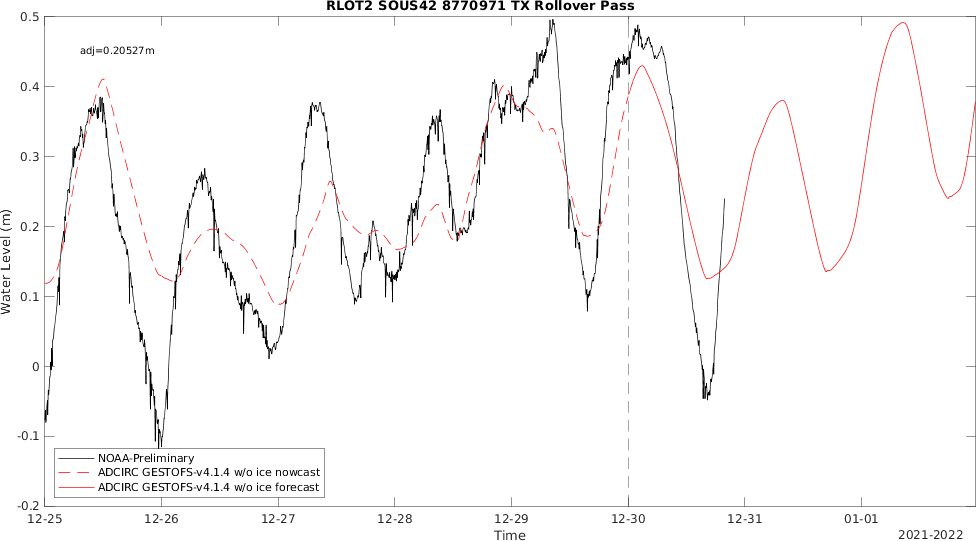 RLOT2 SOUS42 8770971 TX Rollover Pass
adj=0.20527m
0.5
0.4
0.3
0.2
0.1
0
-0.1
-0.2
Water Level (m)
NOAA-Preliminary
ADCIRC GESTOFS-v4.1.4 w/o ice nowcast
ADCIRC GESTOFS-v4.1.4 w/o ice forecast
12-25 12-26 12-27 12-28 12-29 12-30 12-31 01-01
Time
2021-2022